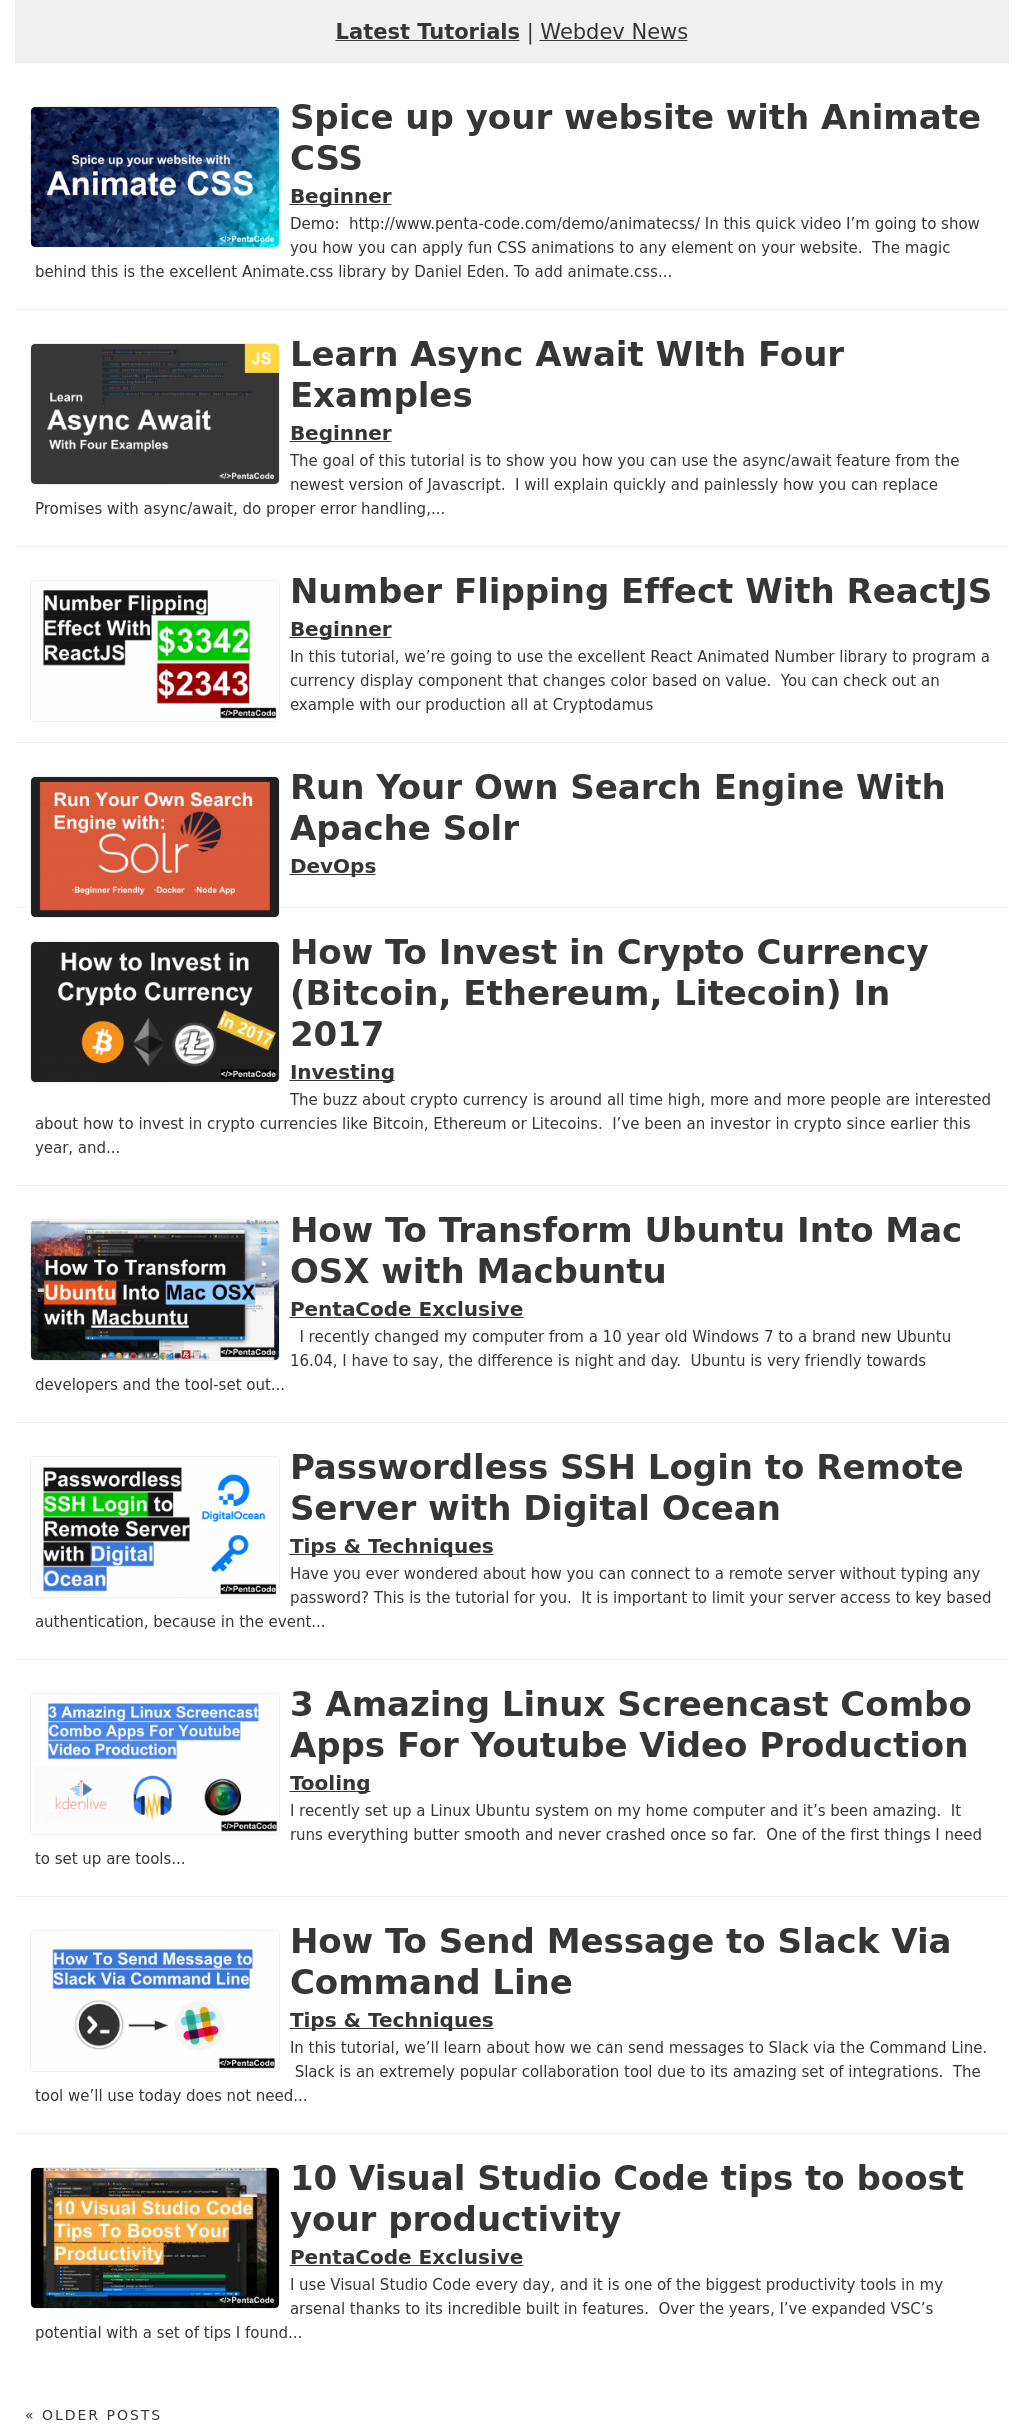 Latest Tutorials | Webdev News
Spice up your website with
Animate CSS
</>PentaCode
Spice up your website with Animate
CSS
Beginner
Demo:  http://www.penta-code.com/demo/animatecss/ In this quick video I’m going to show
you how you can apply fun CSS animations to any element on your website.  The magic
behind this is the excellent Animate.css library by Daniel Eden. To add animate.css...
JS
Learn
Async Await
With Four Examples
</>PentaCode
Learn Async Await WIth Four
Examples
Beginner
The goal of this tutorial is to show you how you can use the async/await feature from the
newest version of Javascript.  I will explain quickly and painlessly how you can replace
Promises with async/await, do proper error handling,...
Number Flipping
Effect With
ReactJS
$3342
$2343
</>PentaCode
Number Flipping Effect With ReactJS
Beginner
In this tutorial, we’re going to use the excellent React Animated Number library to program a
currency display component that changes color based on value.  You can check out an
example with our production all at Cryptodamus
Run Your Own Search
Engine with:
Solr
·Beginner Friendly ·Docker ·Node App
Run Your Own Search Engine With
Apache Solr
DevOps
How to Invest in
Crypto Currency
in 2017
</>PentaCode
How To Invest in Crypto Currency
(Bitcoin, Ethereum, Litecoin) In
2017
Investing
The buzz about crypto currency is around all time high, more and more people are interested
about how to invest in crypto currencies like Bitcoin, Ethereum or Litecoins.  I’ve been an investor in crypto since earlier this
year, and...
How To Transform
Ubuntu Into Mac OSX
with Macbuntu
</>PentaCode
How To Transform Ubuntu Into Mac
OSX with Macbuntu
PentaCode Exclusive
I recently changed my computer from a 10 year old Windows 7 to a brand new Ubuntu
16.04, I have to say, the difference is night and day.  Ubuntu is very friendly towards
developers and the tool-set out...
Passwordless
SSH Login to
Remote Server
with Digital
Ocean
DigitalOcean
</>PentaCode
Passwordless SSH Login to Remote
Server with Digital Ocean
Tips & Techniques
Have you ever wondered about how you can connect to a remote server without typing any
password? This is the tutorial for you.  It is important to limit your server access to key based
authentication, because in the event...
3 Amazing Linux Screencast
Combo Apps For Youtube
Video Production
kdenlive
</>PentaCode
3 Amazing Linux Screencast Combo
Apps For Youtube Video Production
Tooling
I recently set up a Linux Ubuntu system on my home computer and it’s been amazing.  It
runs everything butter smooth and never crashed once so far.  One of the first things I need
to set up are tools...
How To Send Message to
Slack Via Command Line
</>PentaCode
How To Send Message to Slack Via
Command Line
Tips & Techniques
In this tutorial, we’ll learn about how we can send messages to Slack via the Command Line.
Slack is an extremely popular collaboration tool due to its amazing set of integrations.  The
tool we’ll use today does not need...
10 Visual Studio Code
Tips To Boost Your
Productivity
</>PentaCode
10 Visual Studio Code tips to boost
your productivity
PentaCode Exclusive
I use Visual Studio Code every day, and it is one of the biggest productivity tools in my
arsenal thanks to its incredible built in features.  Over the years, I’ve expanded VSC’s
potential with a set of tips I found...
« OLDER POSTS